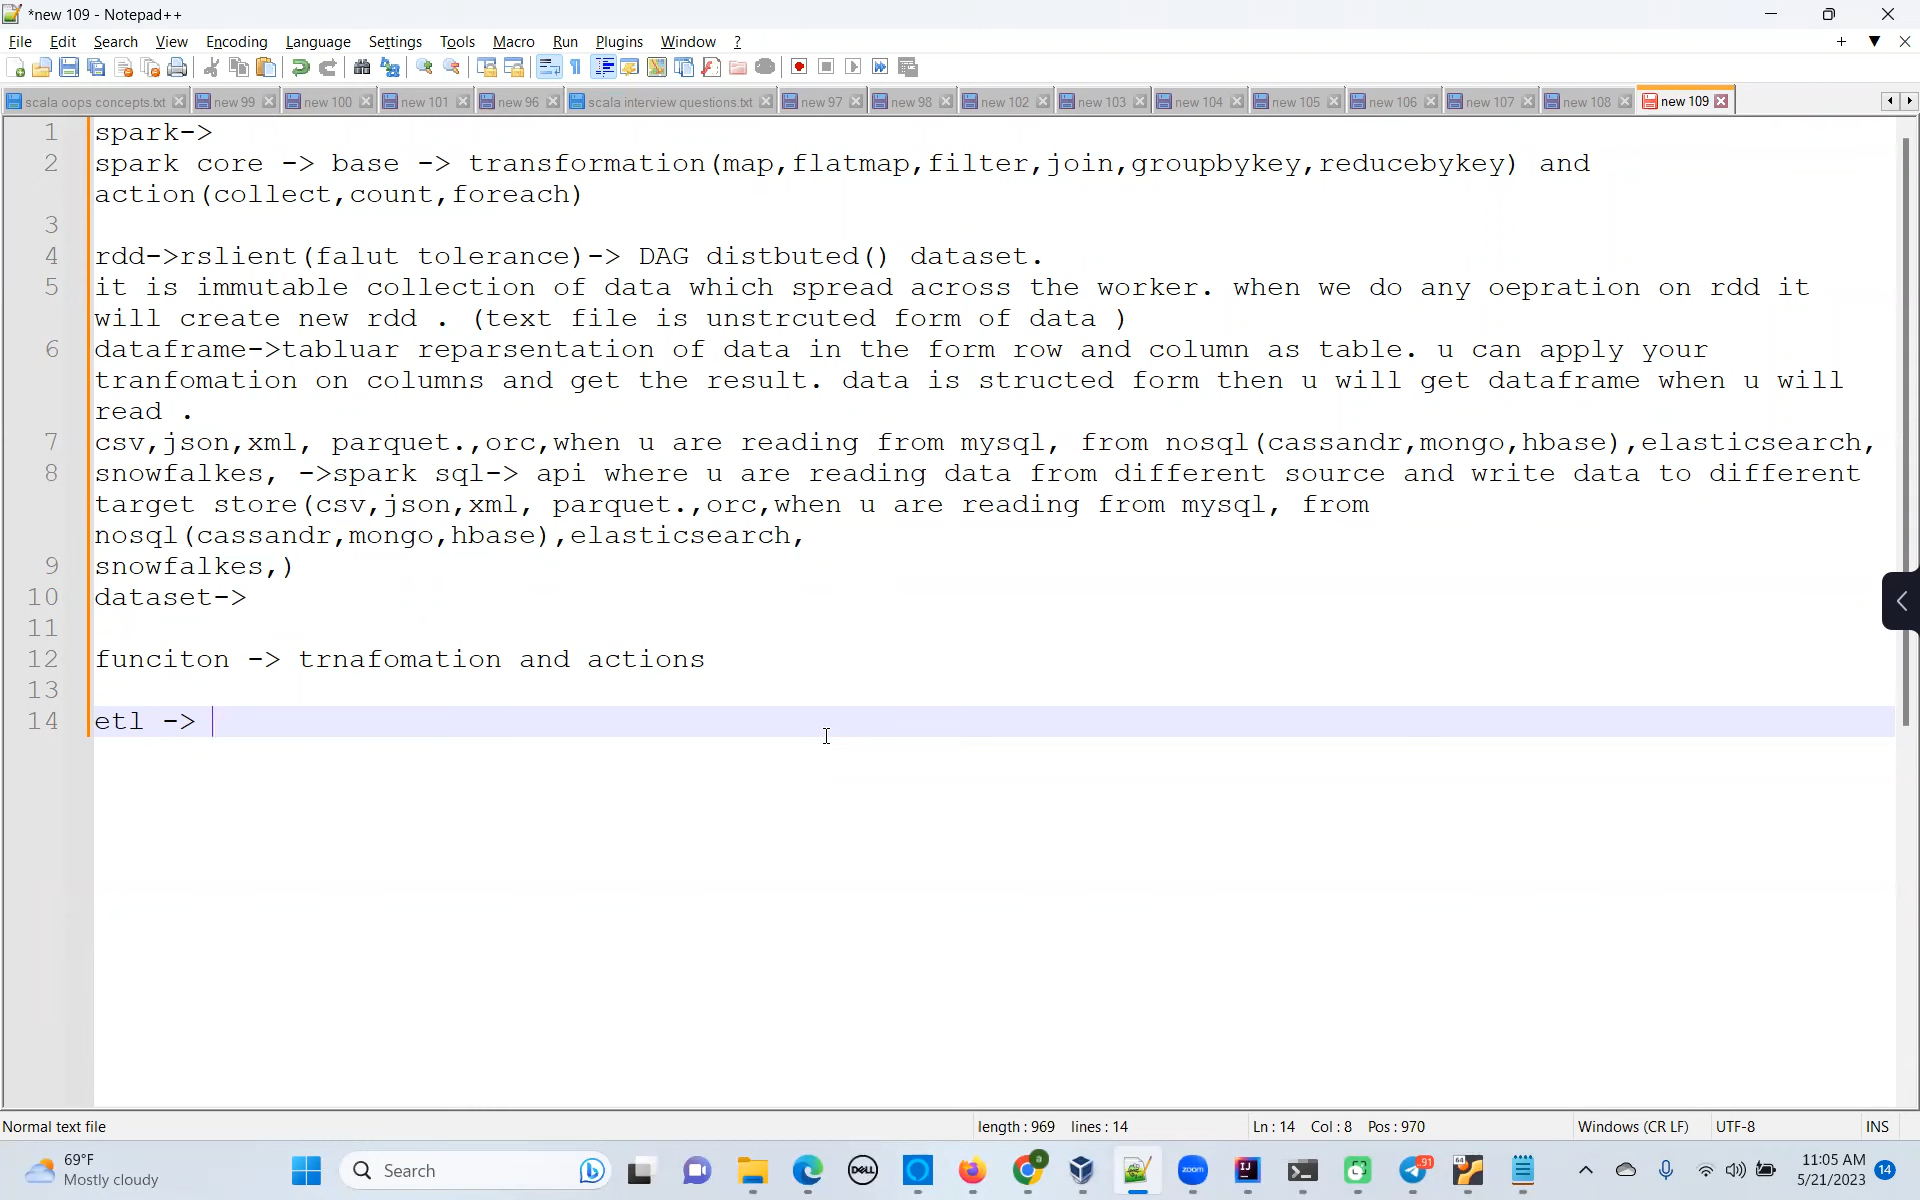 *new 109 - Notepad++
File Edit Search View Encoding Language Settings Tools Macro Run Plugins Window ?
scala oops concepts.txt new 99 new 100 new 101 new 96 scala interview questions.txt new 97 new 98 new 102 new 103 new 104 new 105 new 106 new 107 new 108 new 109
1 spark->
2 spark core -> base -> transformation(map,flatmap,filter,join,groupbykey,reducebykey) and
action(collect,count,foreach)
3
4 rdd->rslient(falut tolerance)-> DAG distbuted() dataset.
5 it is immutable collection of data which spread across the worker. when we do any oepration on rdd it
will create new rdd . (text file is unstrcuted form of data )
6 dataframe->tabluar reparsentation of data in the form row and column as table. u can apply your
tranfomation on columns and get the result. data is structed form then u will get dataframe when u will
read .
7 csv,json,xml, parquet.,orc,when u are reading from mysql, from nosql(cassandr,mongo,hbase),elasticsearch,
8 snowfalkes, ->spark sql-> api where u are reading data from different source and write data to different
target store(csv,json,xml, parquet.,orc,when u are reading from mysql, from
nosql(cassandr,mongo,hbase),elasticsearch,
9 snowfalkes,)
10 dataset->
11
12 funciton -> trnafomation and actions
13
14 etl ->
Normal text file length : 969 lines : 14 Ln : 14 Col : 8 Pos : 970 Windows (CR LF) UTF-8 INS
69°F
Mostly cloudy
Search
DELL
zoom
IJ
91
64
11:05 AM
5/21/2023
14